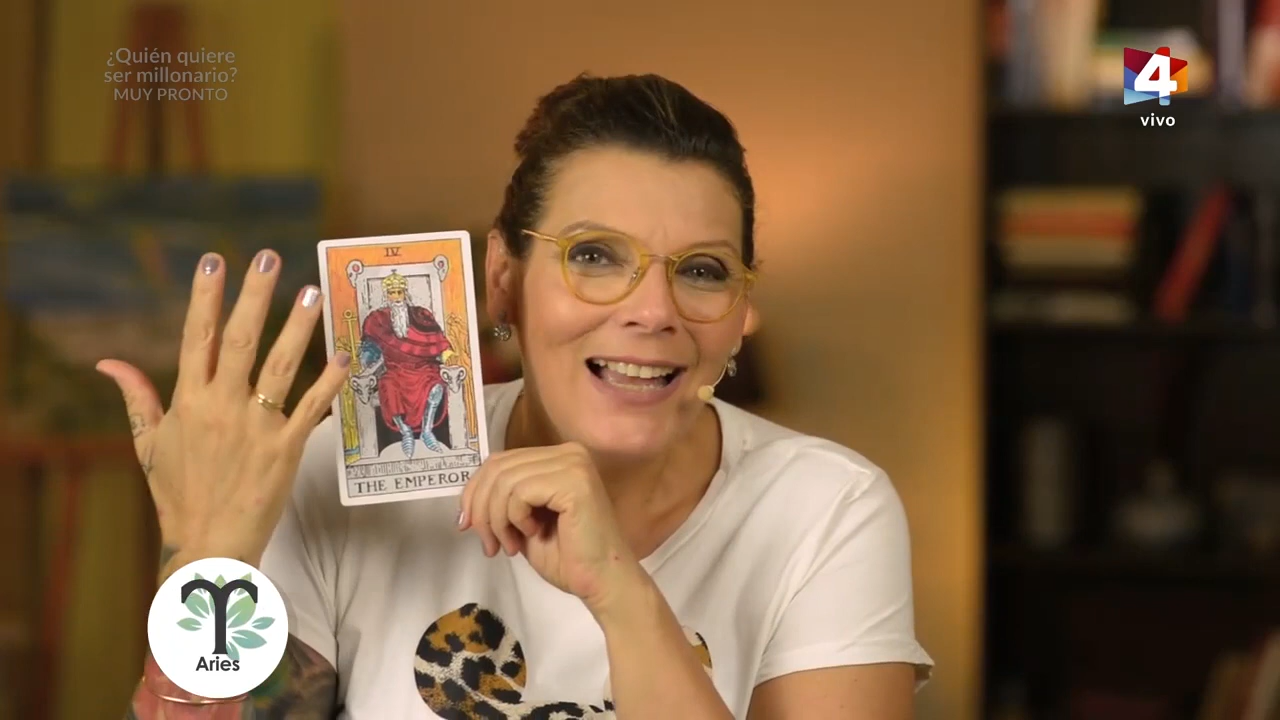 ¿Quién quiere
ser millonario?
MUY PRONTO
4
vivo
IV
THE EMPEROR
Aries